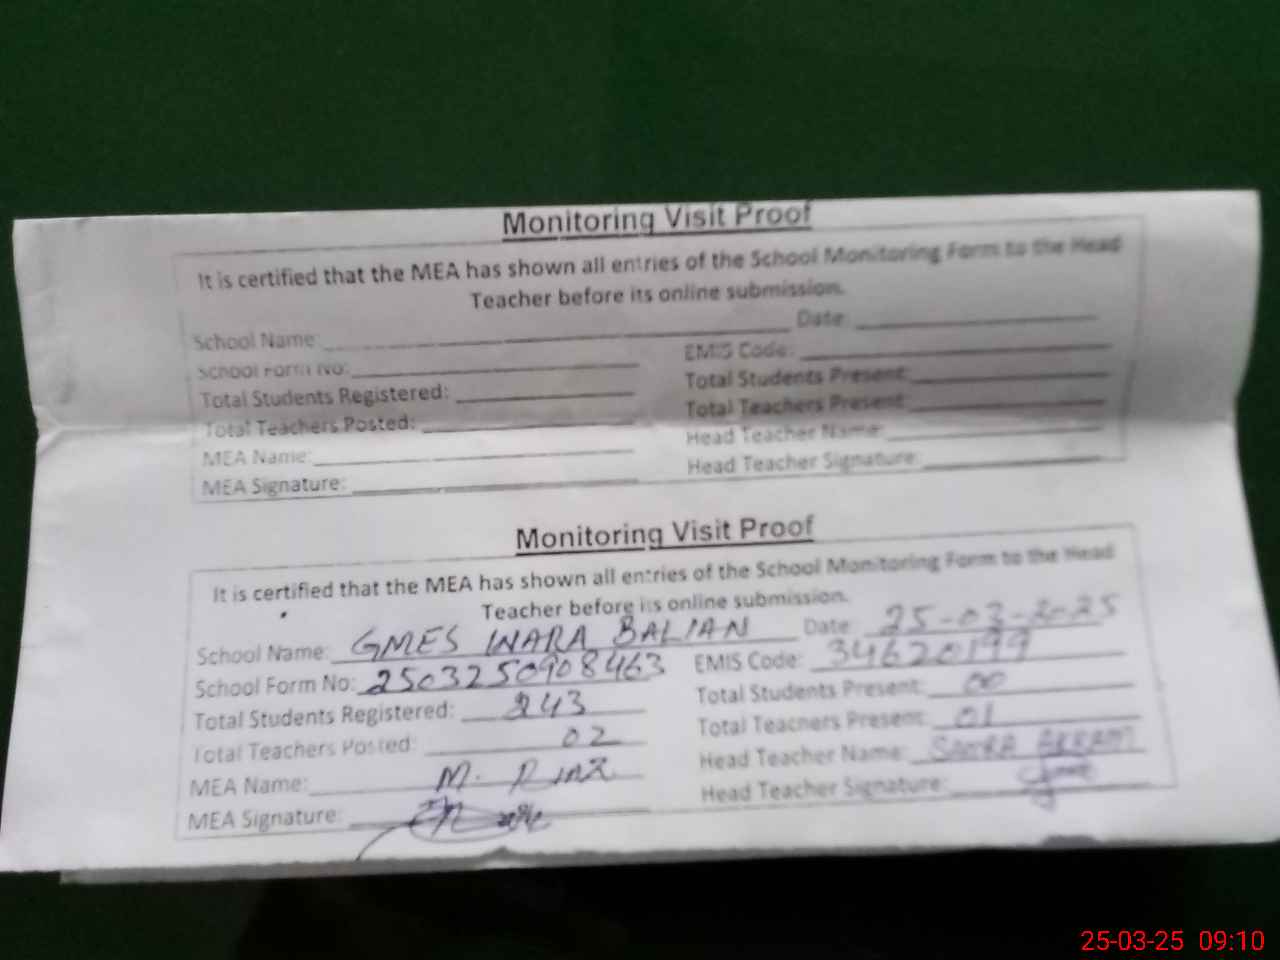 Monitoring Visit Proof
It is certified that the MEA has shown all entries of the School Monitoring Form to the Head
Teacher before its online submission.
School Name: Date:
School Form No: EMIS Code:
Total Students Registered: Total Students Present:
Total Teachers Posted: Total Teachers Present:
MEA Name: Head Teacher Name:
MEA Signature: Head Teacher Signature:
Monitoring Visit Proof
It is certified that the MEA has shown all entries of the School Monitoring Form to the Head
Teacher before its online submission.
School Name: GMES WARA BALIAN Date: 25-03-2-25
School Form No: 2503250908463 EMIS Code: 34620199
Total Students Registered: 243 Total Students Present: 00
Total Teachers Posted: 02 Total Teachers Present: 01
MEA Name: M. RIAZ Head Teacher Name: AKRAM
MEA Signature: Head Teacher Signature:
25-03-25 09:10